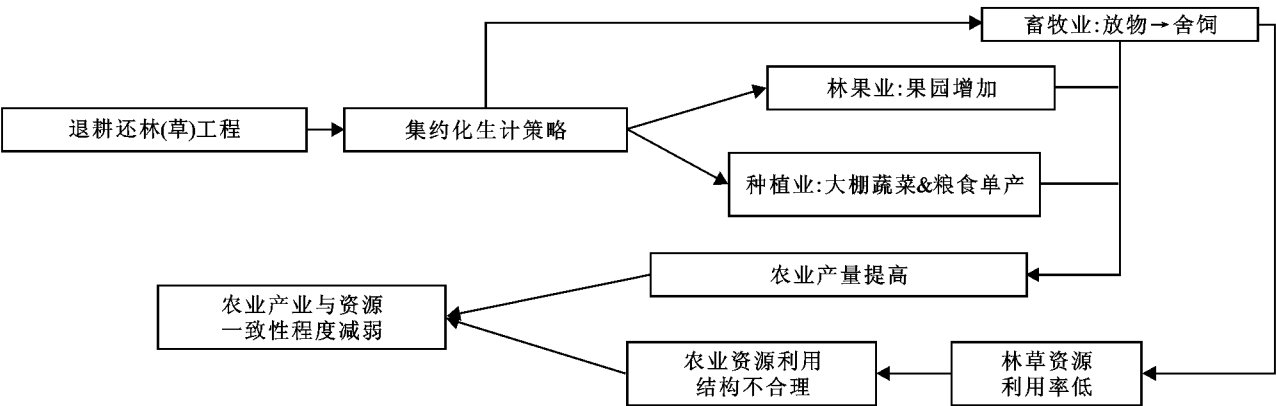 畜牧业:放物→舍饲
林果业:果园增加
退耕还林(草)工程
集约化生计策略
种植业:大棚蔬菜&粮食单产
农业产量提高
农业产业与资源
一致性程度减弱
农业资源利用
结构不合理
林草资源
利用率低